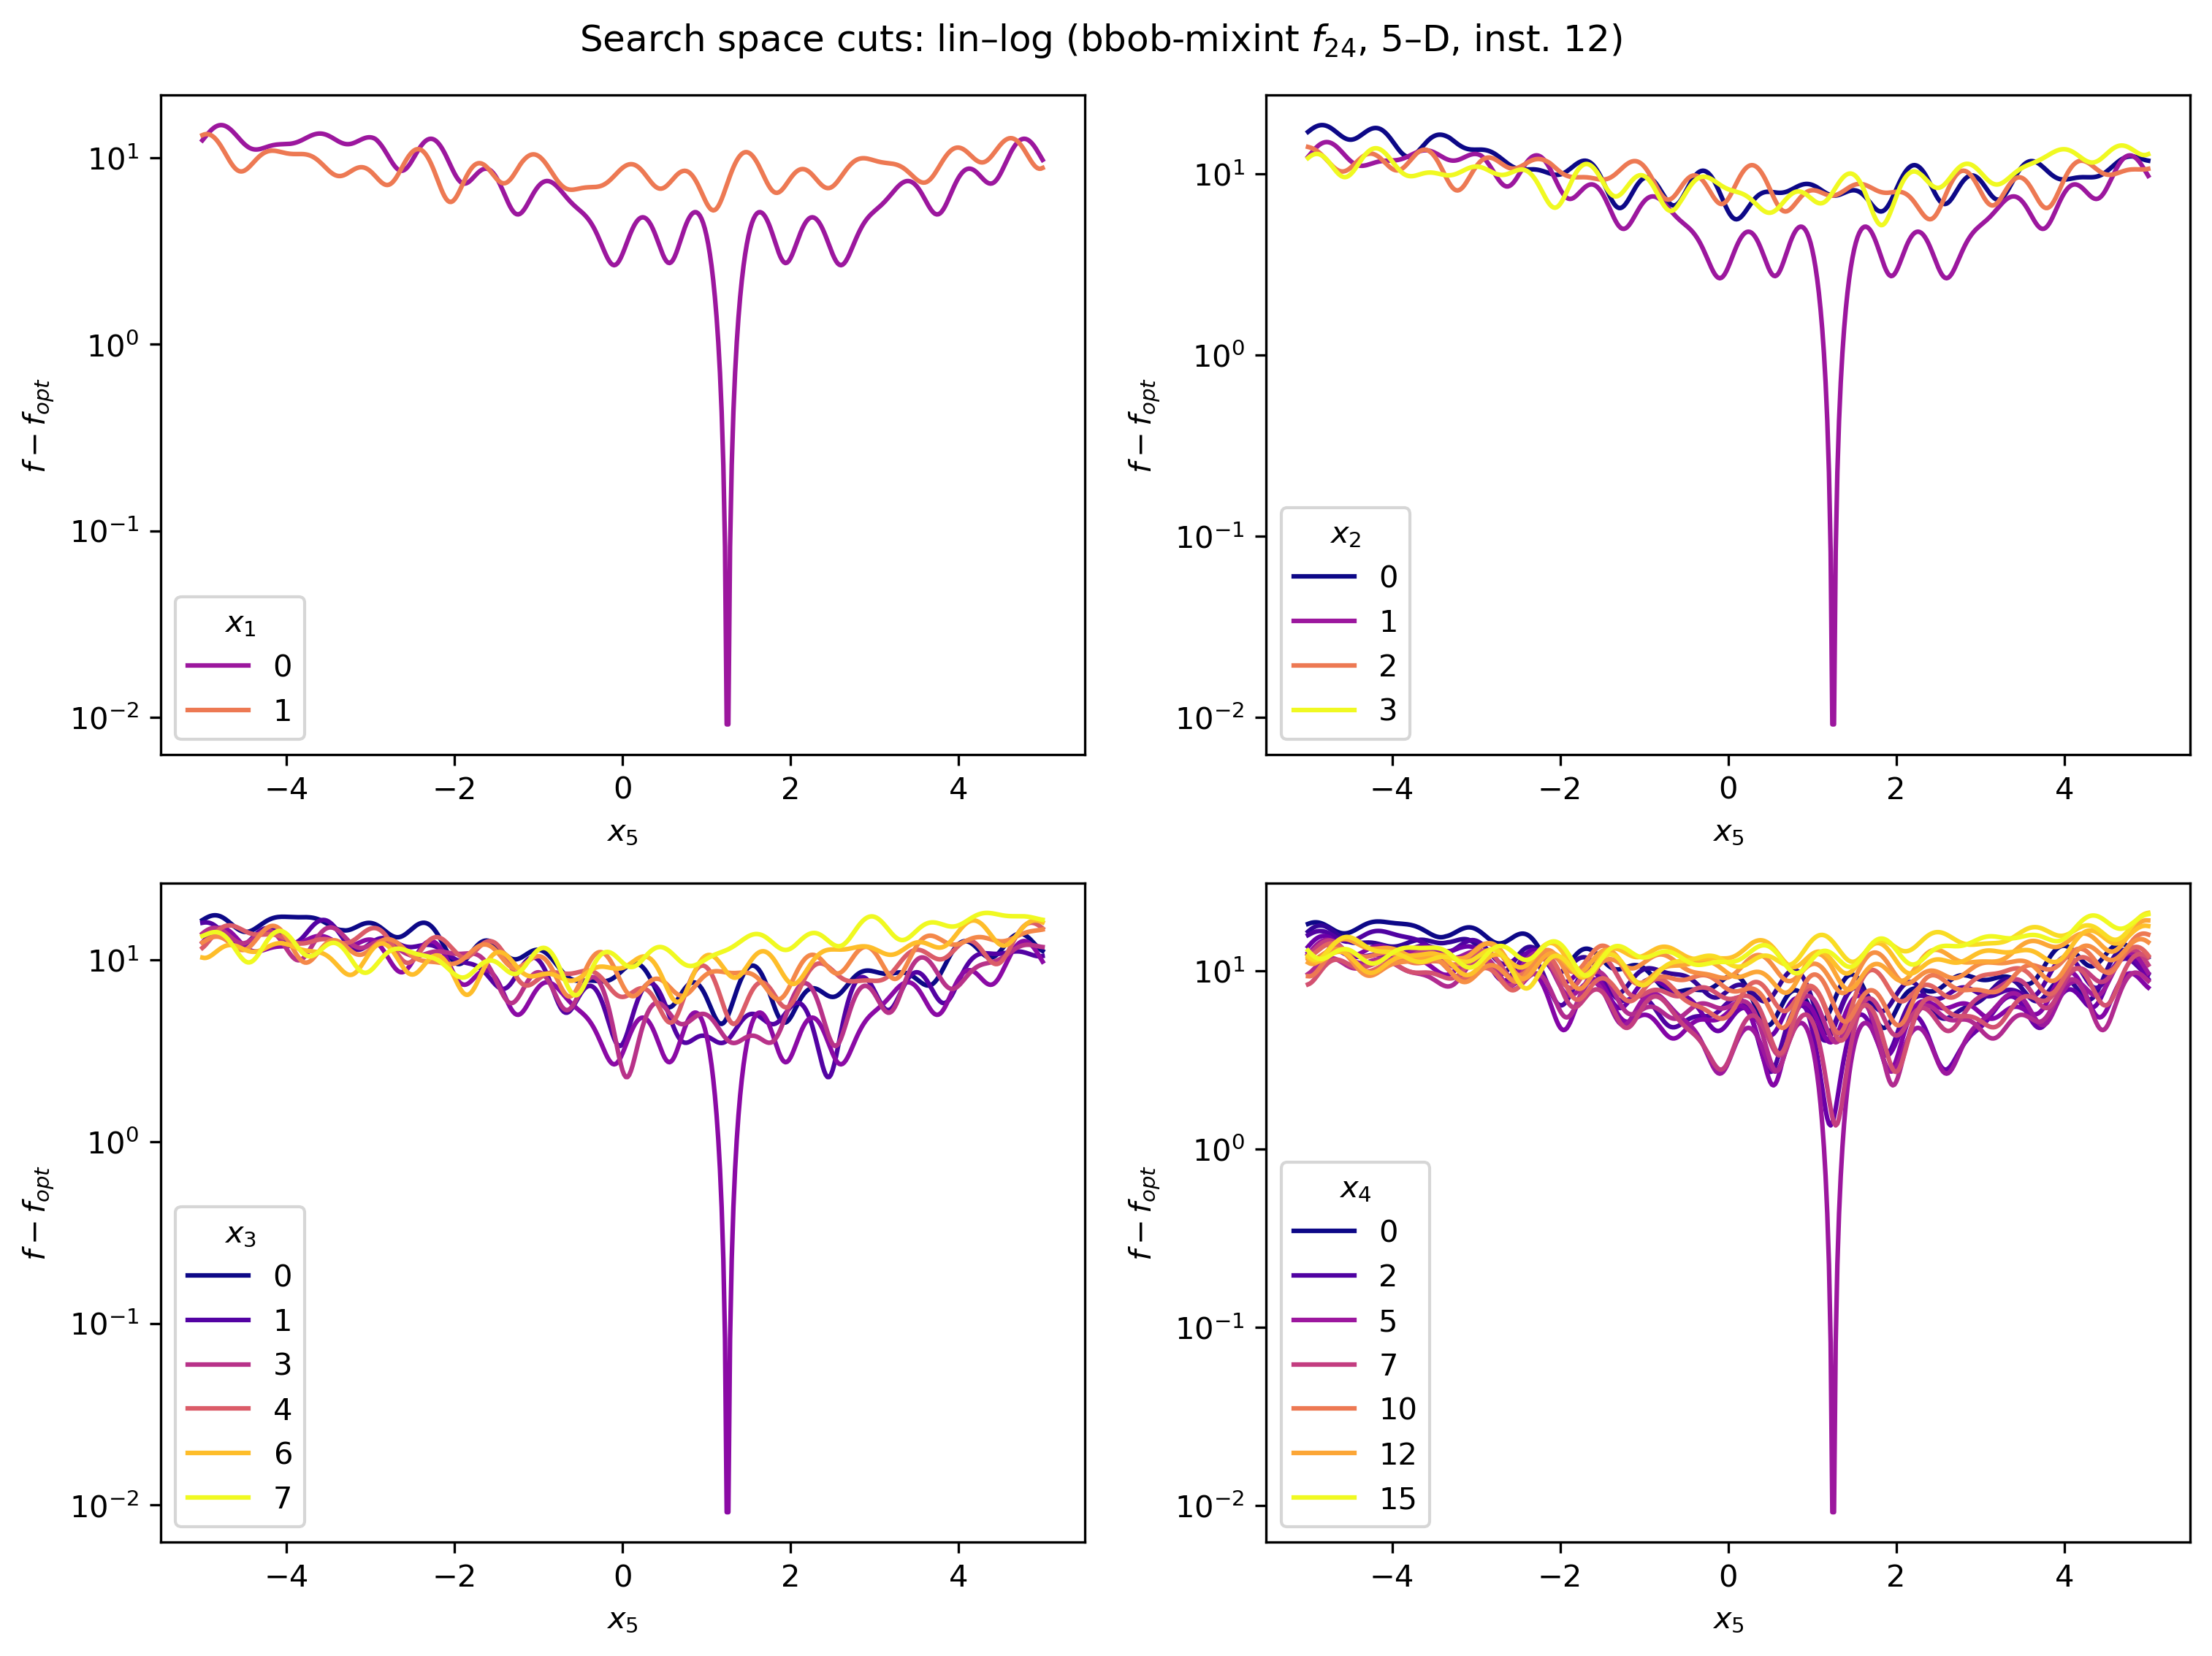 Search space cuts: lin–log (bbob-mixint f₂₄, 5–D, inst. 12)
10¹
10⁰
10⁻¹
10⁻²
f − f_opt
x₁
0
1
−4 −2 0 2 4
x₅
10¹
10⁰
10⁻¹
10⁻²
f − f_opt
x₂
0
1
2
3
−4 −2 0 2 4
x₅
10¹
10⁰
10⁻¹
10⁻²
f − f_opt
x₃
0
1
3
4
6
7
−4 −2 0 2 4
x₅
10¹
10⁰
10⁻¹
10⁻²
f − f_opt
x₄
0
2
5
7
10
12
15
−4 −2 0 2 4
x₅